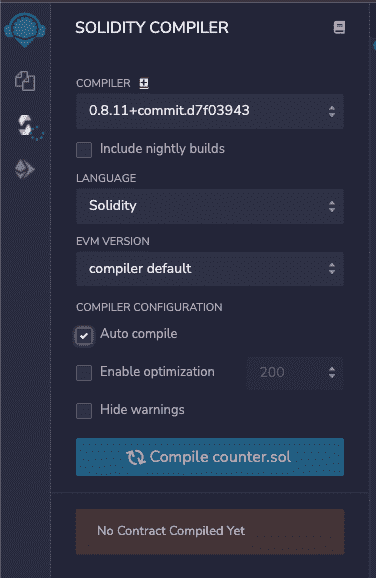 SOLIDITY COMPILER
COMPILER
0.8.11+commit.d7f03943
Include nightly builds
LANGUAGE
Solidity
EVM VERSION
compiler default
COMPILER CONFIGURATION
Auto compile
Enable optimization 200
Hide warnings
Compile counter.sol
No Contract Compiled Yet